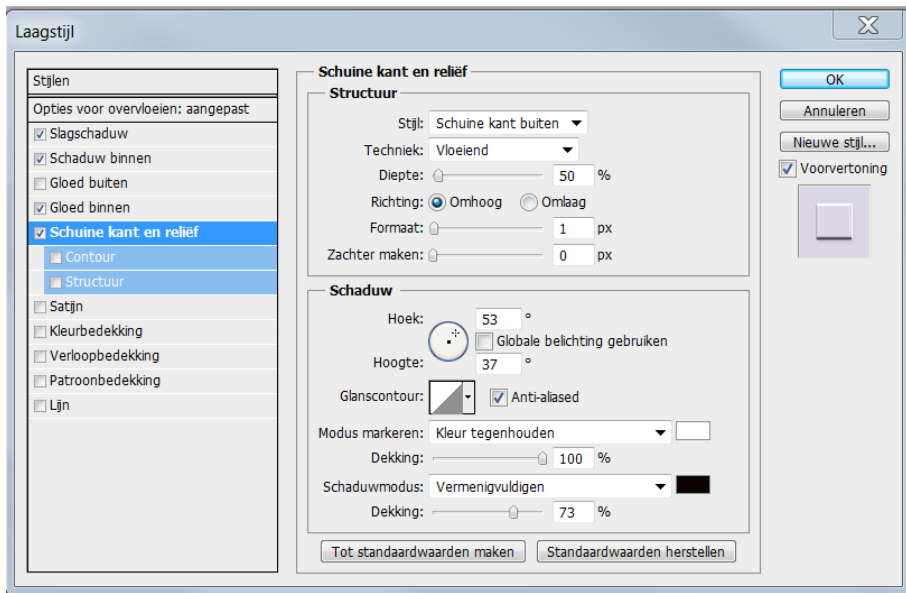 Laagstijl
Stijlen
Opties voor overvloeien: aangepast
Slagschaduw
Schaduw binnen
Gloed buiten
Gloed binnen
Schuine kant en reliëf
Contour
Structuur
Satijn
Kleurbedekking
Verloopbedekking
Patroonbedekking
Lijn
Schuine kant en reliëf
Structuur
Stijl: Schuine kant buiten
Techniek: Vloeiend
Diepte: 50 %
Richting: Omhoog Omlaag
Formaat: 1 px
Zachter maken: 0 px
Schaduw
Hoek: 53 °
Globale belichting gebruiken
Hoogte: 37 °
Glanscontour: Anti-aliased
Modus markeren: Kleur tegenhouden
Dekking: 100 %
Schaduwmodus: Vermenigvuldigen
Dekking: 73 %
Tot standaardwaarden maken Standaardwaarden herstellen
OK
Annuleren
Nieuwe stijl...
Voorvertoning